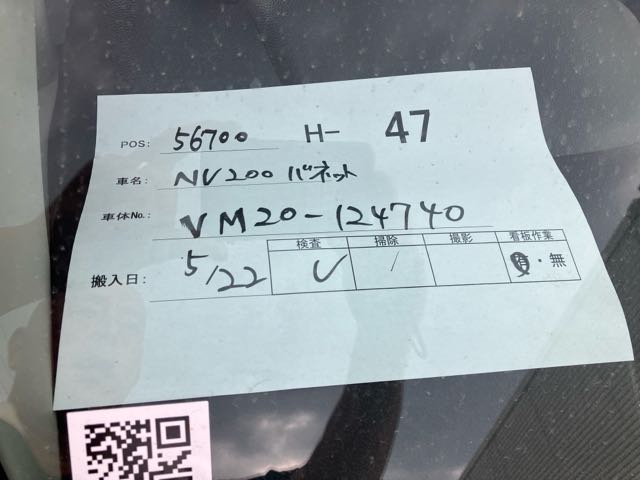 POS: 56700 H- 47
車名: NV200 バネット
車体No.: VM20-124740
検査 掃除 撮影 看板作業
搬入日: 5/22 有・無